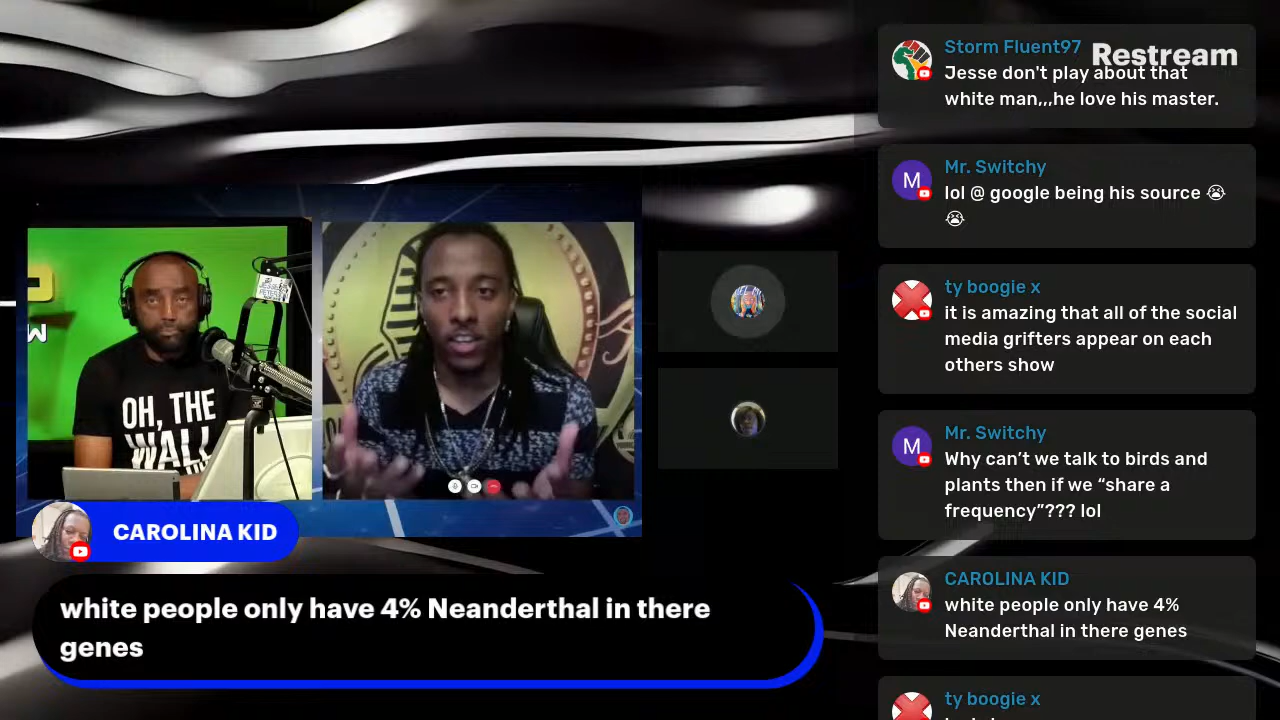 Restream
Storm Fluent97
Jesse don't play about that
white man,,,he love his master.
M
Mr. Switchy
lol @ google being his source 😭
😭
ty boogie x
it is amazing that all of the social
media grifters appear on each
others show
M
Mr. Switchy
Why can't we talk to birds and
plants then if we “share a
frequency”??? lol
CAROLINA KID
white people only have 4%
Neanderthal in there genes
ty boogie x
OH, THE
WALL
JESSE
CAROLINA KID
white people only have 4% Neanderthal in there
genes